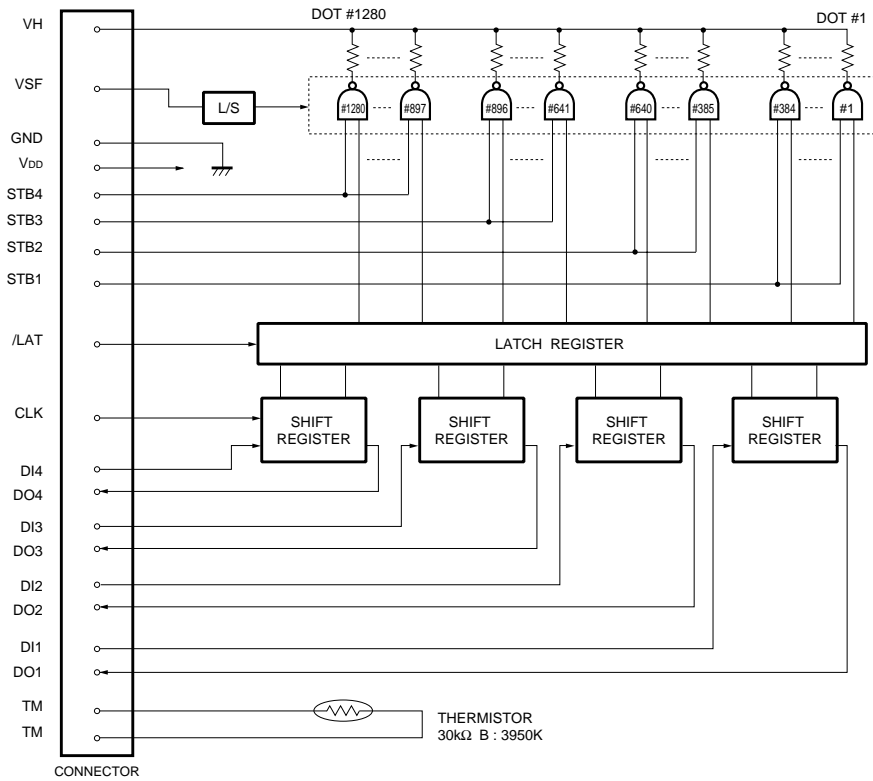 DOT #1280
DOT #1
VH
VSF
L/S
#1280
#897
#896
#641
#640
#385
#384
#1
GND
VDD
STB4
STB3
STB2
STB1
/LAT
LATCH REGISTER
CLK
SHIFT
REGISTER
SHIFT
REGISTER
SHIFT
REGISTER
SHIFT
REGISTER
DI4
DO4
DI3
DO3
DI2
DO2
DI1
DO1
TM
TM
THERMISTOR
30kΩ B : 3950K
CONNECTOR